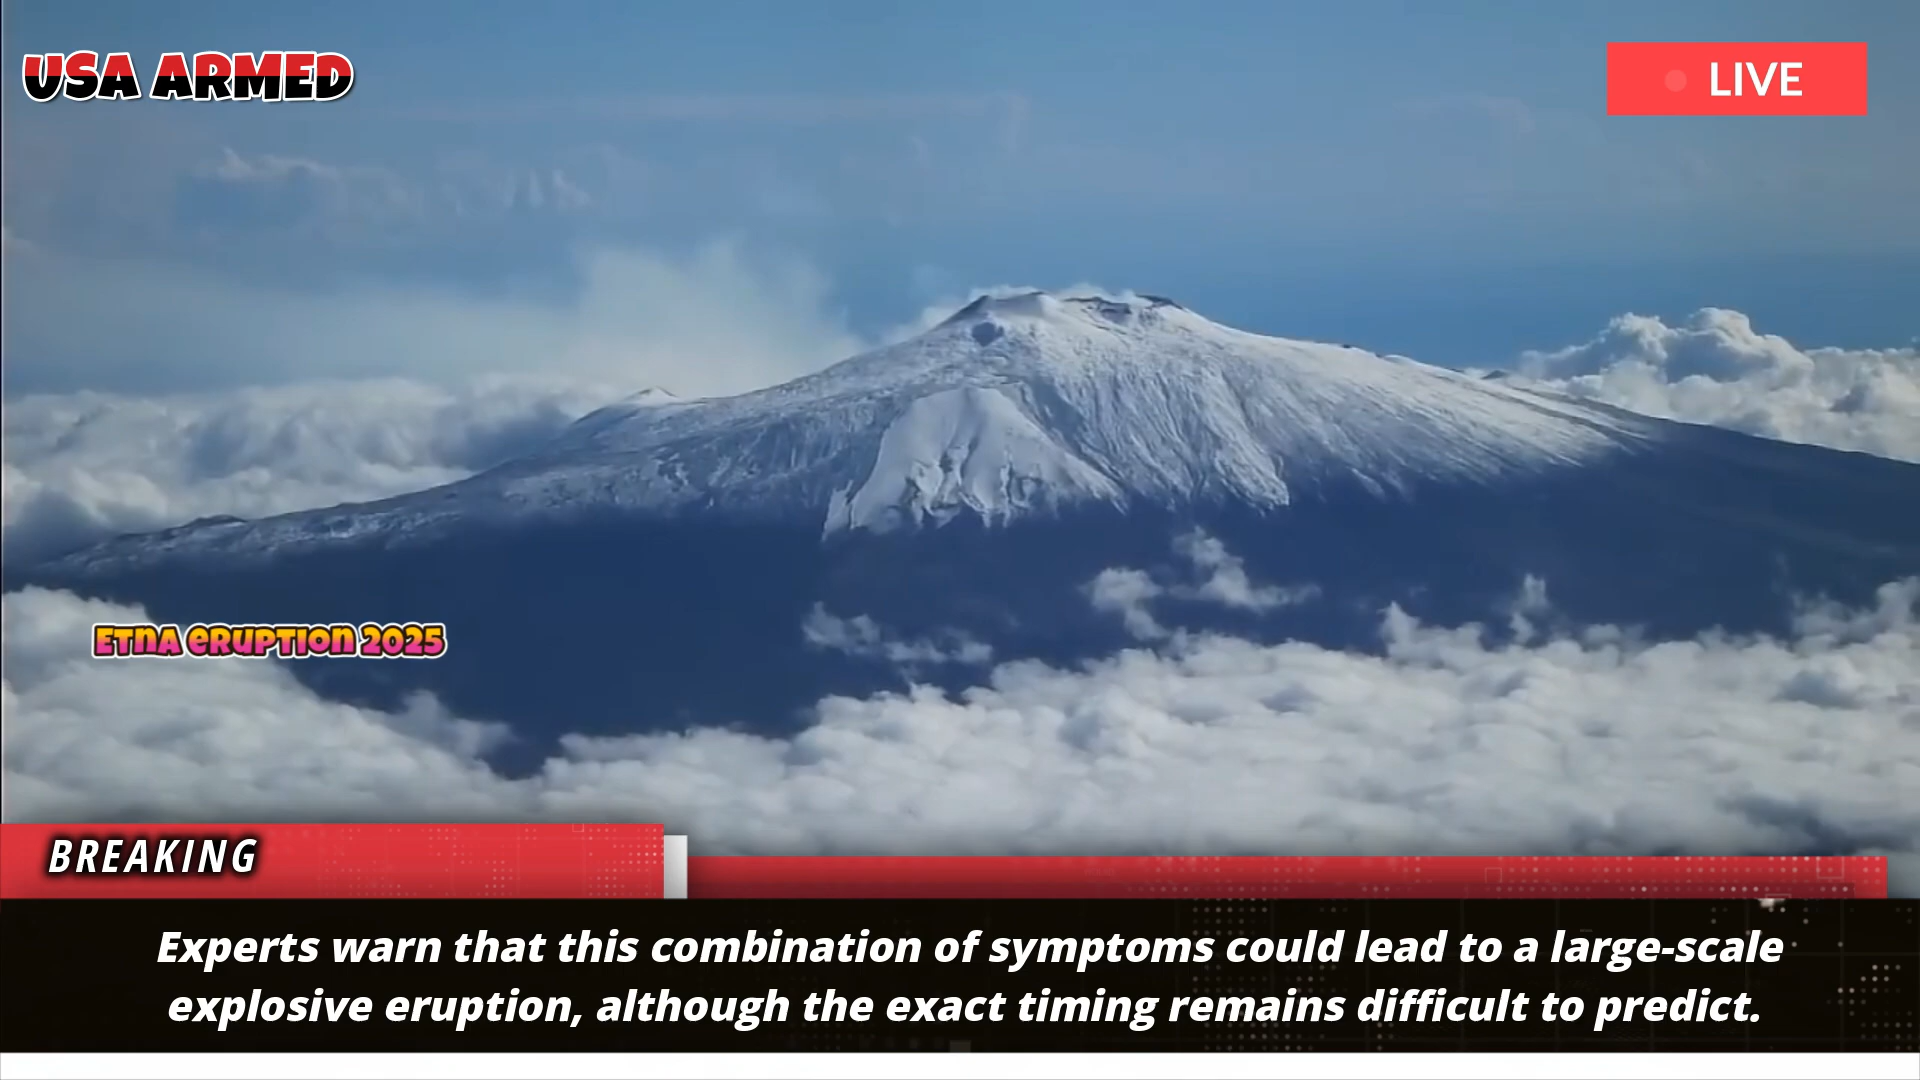 USA ARMED
LIVE
Etna eruption 2025
BREAKING
Experts warn that this combination of symptoms could lead to a large-scale
explosive eruption, although the exact timing remains difficult to predict.